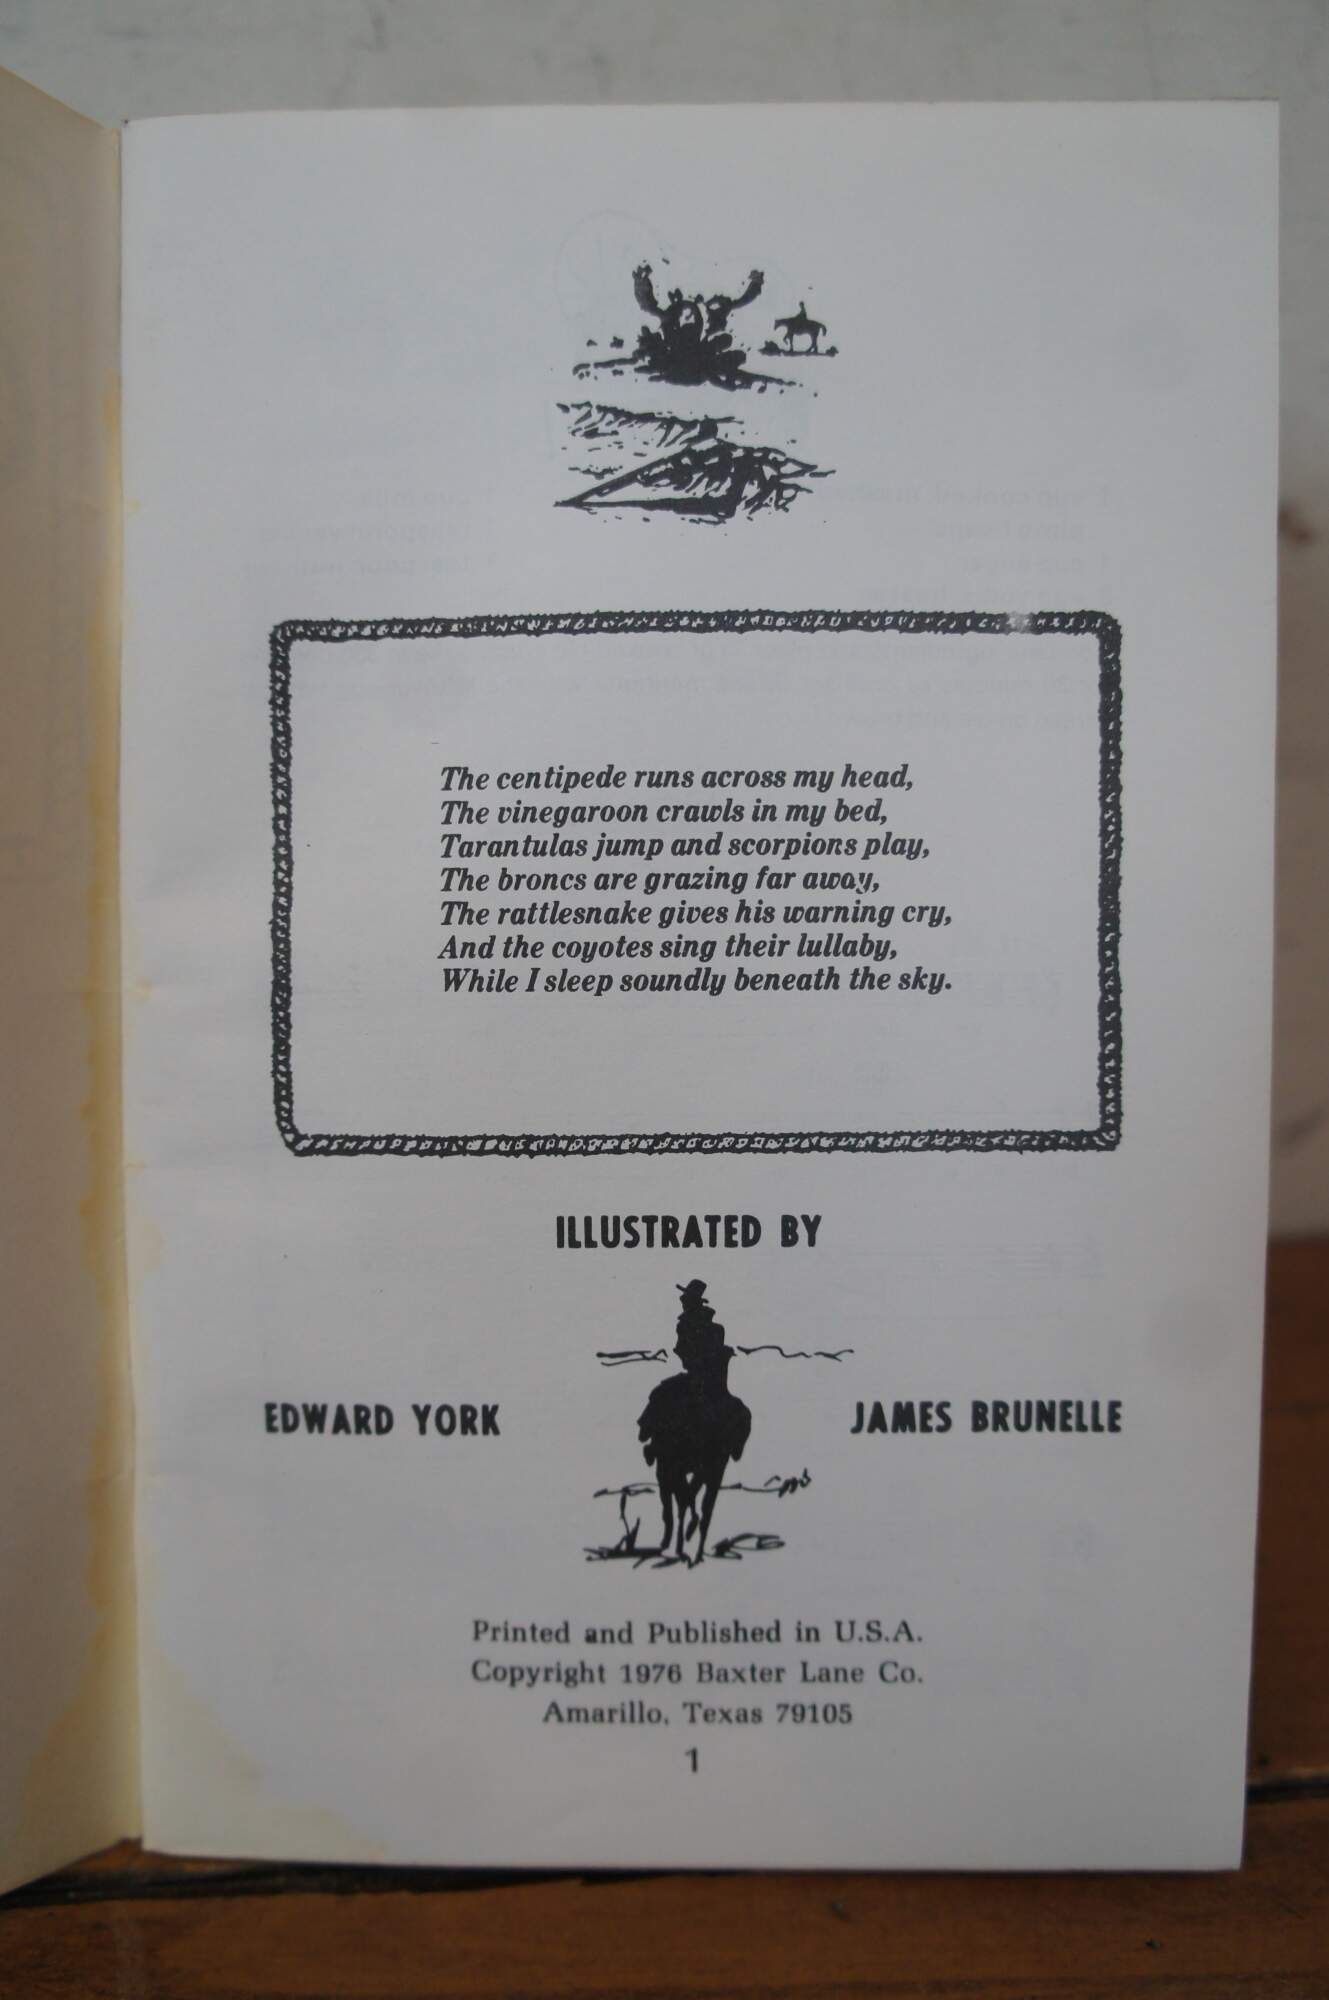 The centipede runs across my head,
The vinegaroon crawls in my bed,
Tarantulas jump and scorpions play,
The broncs are grazing far away,
The rattlesnake gives his warning cry,
And the coyotes sing their lullaby,
While I sleep soundly beneath the sky.
ILLUSTRATED BY
EDWARD YORK
JAMES BRUNELLE
Printed and Published in U.S.A.
Copyright 1976 Baxter Lane Co.
Amarillo, Texas 79105
1